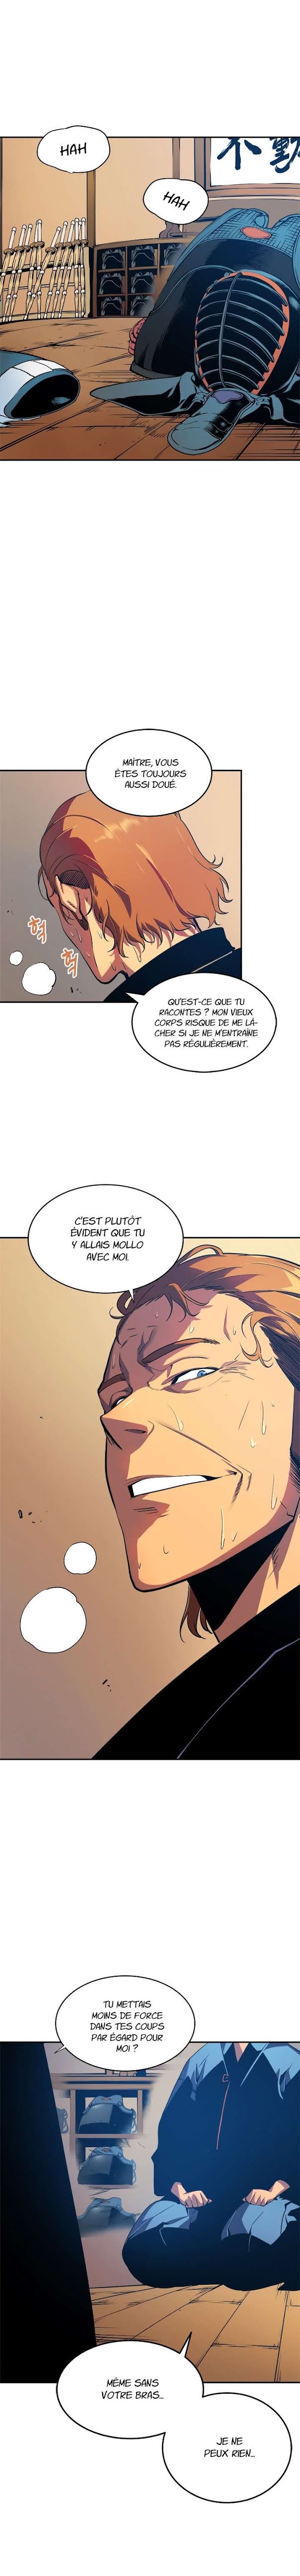 HAH
不動
HAH
MAÎTRE, VOUS
ÊTES TOUJOURS
AUSSI DOUÉ.
허
허
QU'EST-CE QUE TU
RACONTES ? MON VIEUX
CORPS RISQUE DE ME LÂ-
CHER SI JE NE M'ENTRAÎNE
PAS RÉGULIÈREMENT.
C'EST PLUTÔT
ÉVIDENT QUE TU
Y ALLAIS MOLLO
AVEC MOI.
TU METTAIS
MOINS DE FORCE
DANS TES COUPS
PAR ÉGARD POUR
MOI ?
MÊME SANS
VOTRE BRAS...
JE NE
PEUX RIEN...